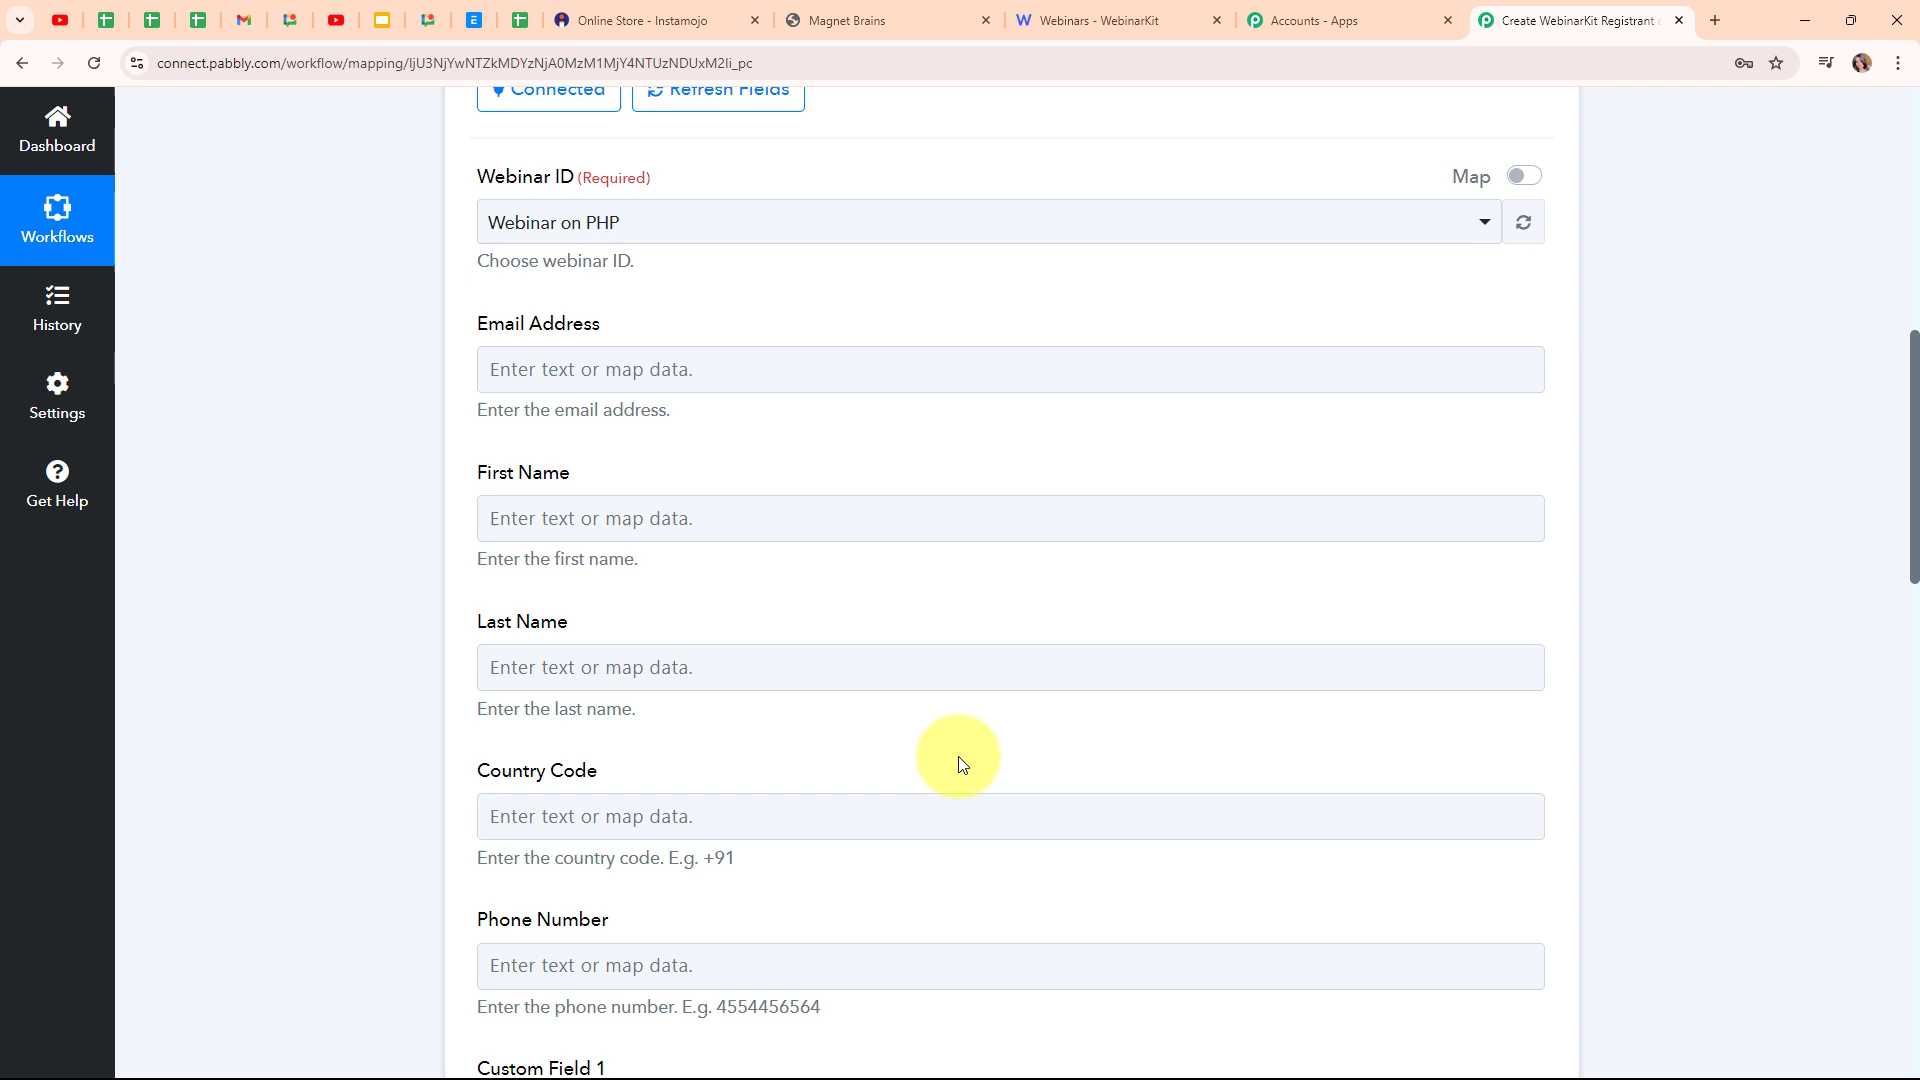 Online Store - Instamojo
Magnet Brains
Webinars - WebinarKit
Accounts - Apps
Create WebinarKit Registrant
connect.pabbly.com/workflow/mapping/IjU3NjYwNTZkMDYzNjA0MzM1MjY4NTUzNDUxM2Ii_pc
Dashboard
Workflows
History
Settings
Get Help
Connected
Refresh Fields
Webinar ID (Required)
Map
Webinar on PHP
Choose webinar ID.
Email Address
Enter text or map data.
Enter the email address.
First Name
Enter text or map data.
Enter the first name.
Last Name
Enter text or map data.
Enter the last name.
Country Code
Enter text or map data.
Enter the country code. E.g. +91
Phone Number
Enter text or map data.
Enter the phone number. E.g. 4554456564
Custom Field 1